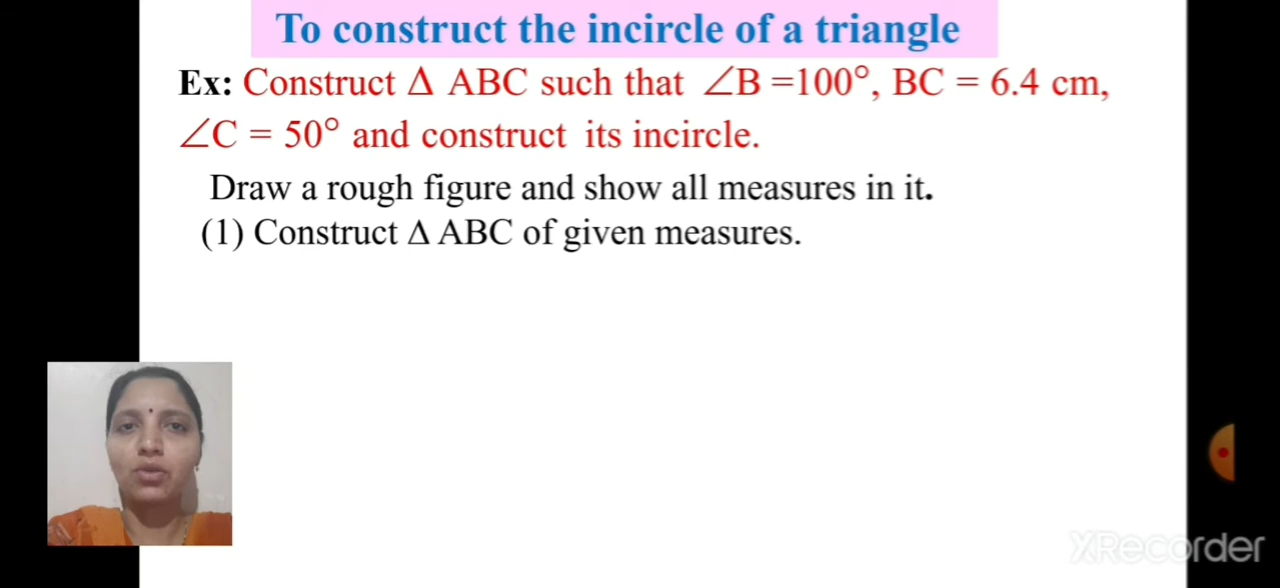 To construct the incircle of a triangle
Ex: Construct Δ ABC such that ∠B =100°, BC = 6.4 cm,
∠C = 50° and construct its incircle.
Draw a rough figure and show all measures in it.
(1) Construct Δ ABC of given measures.
XRecorder